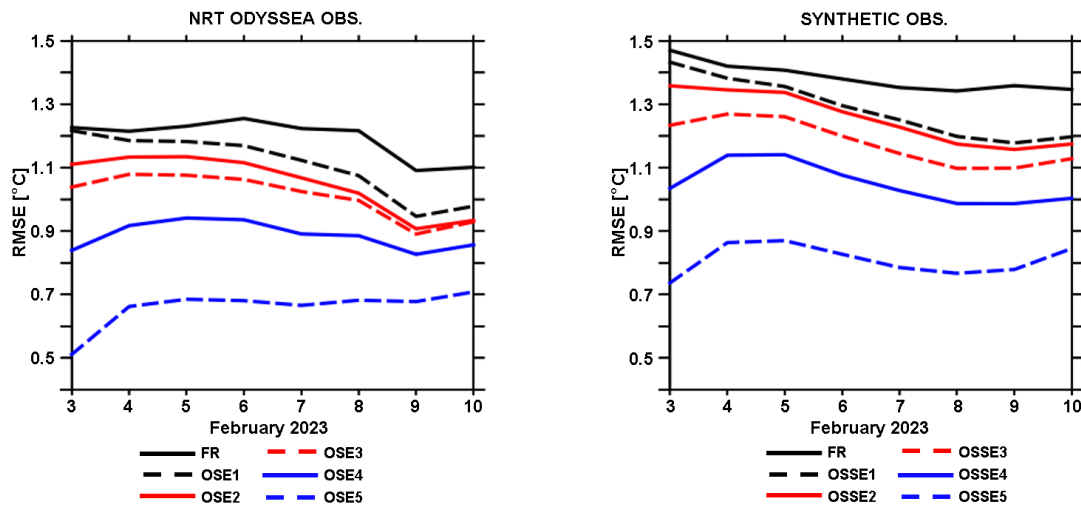 NRT ODYSSEA OBS.
1.5
1.3
1.1
0.9
0.7
0.5
RMSE [°C]
3 4 5 6 7 8 9 10
February 2023
FR
OSE1
OSE2
OSE3
OSE4
OSE5
SYNTHETIC OBS.
1.5
1.3
1.1
0.9
0.7
0.5
RMSE [°C]
3 4 5 6 7 8 9 10
February 2023
FR
OSSE1
OSSE2
OSSE3
OSSE4
OSSE5